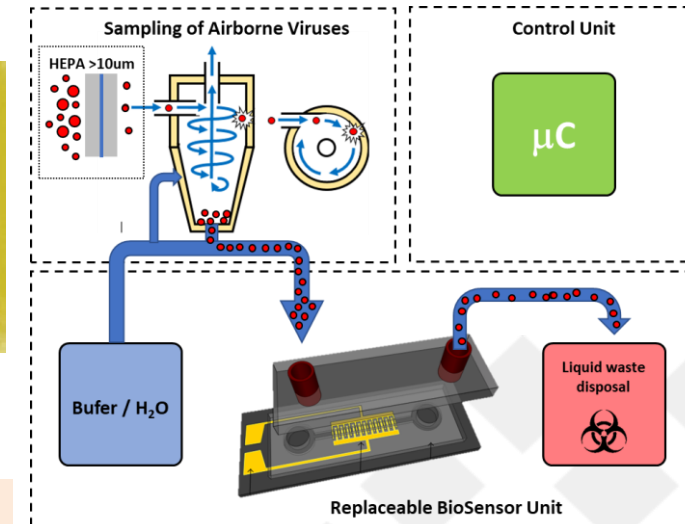 Sampling of Airborne Viruses
HEPA >10um
Control Unit
μC
Bufer / H₂O
Liquid waste
disposal
Replaceable BioSensor Unit